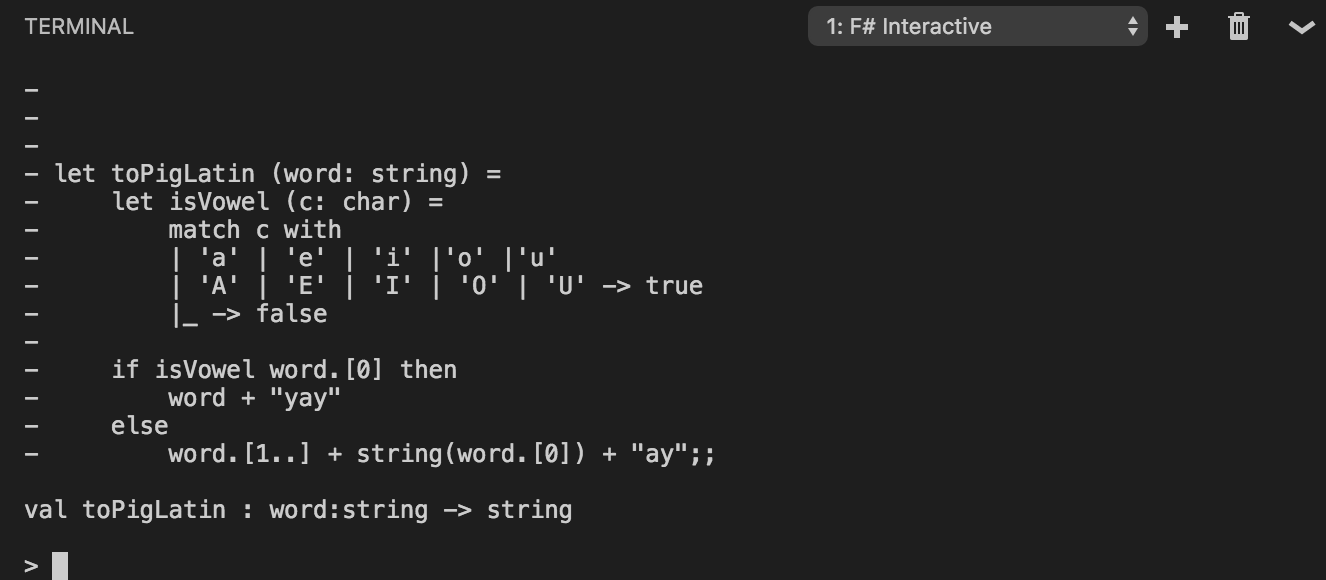 TERMINAL 1: F# Interactive
-
-
-
- let toPigLatin (word: string) =
-     let isVowel (c: char) =
-         match c with
-         | 'a' | 'e' | 'i' |'o' |'u'
-         | 'A' | 'E' | 'I' | 'O' | 'U' -> true
-         |_ -> false
-
-     if isVowel word.[0] then
-         word + "yay"
-     else
-         word.[1..] + string(word.[0]) + "ay";;
val toPigLatin : word:string -> string
>